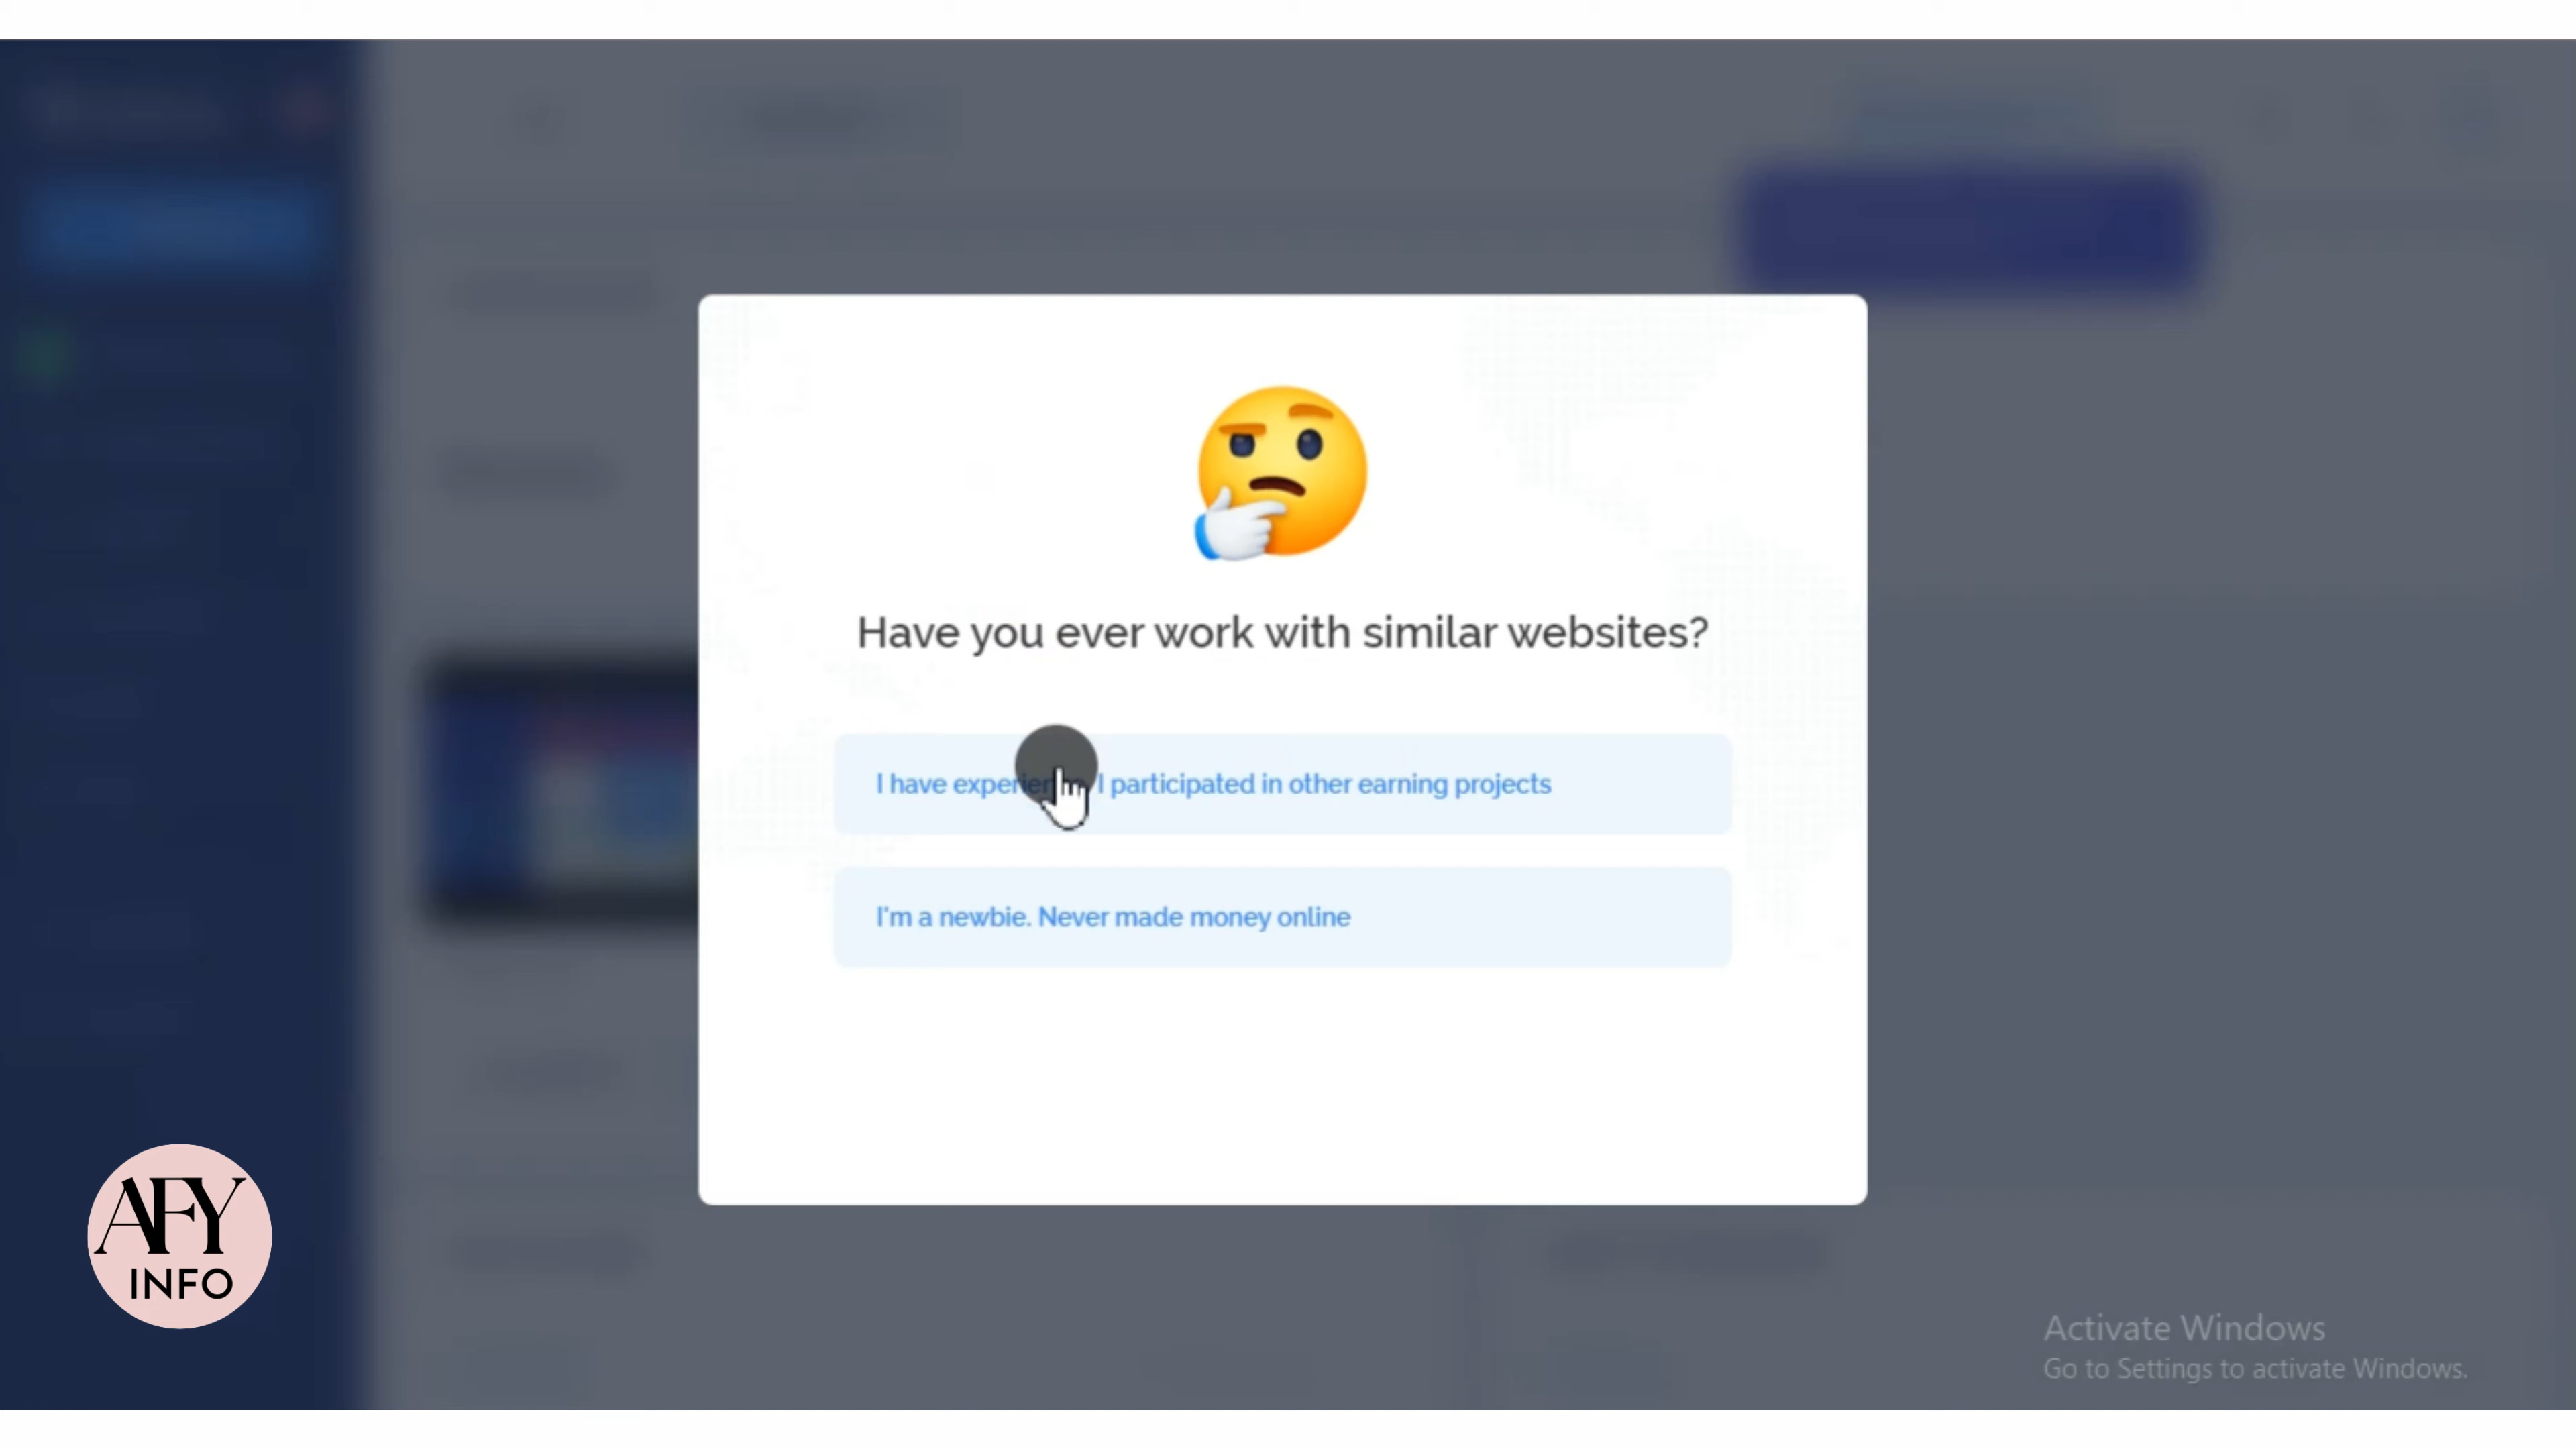 Have you ever work with similar websites?
I have experience. I participated in other earning projects
I'm a newbie. Never made money online
AFY
INFO
Activate Windows
Go to Settings to activate Windows.